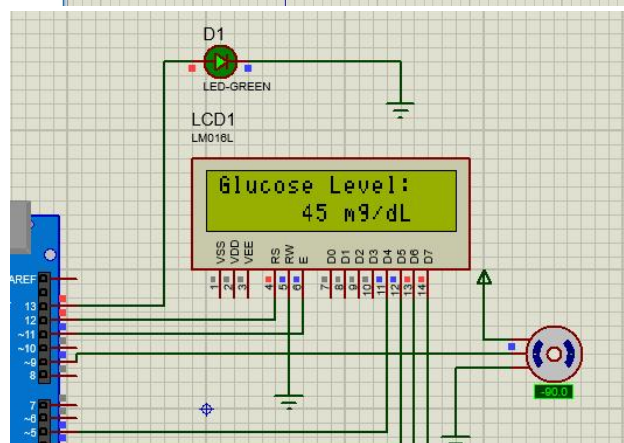 D1
LED-GREEN
LCD1
LM016L
Glucose Level:
45 mg/dL
VSS
VDD
VEE
RS
RW
E
D0
D1
D2
D3
D4
D5
D6
D7
1
2
3
4
5
6
7
8
9
10
11
12
13
14
AREF
13
12
~11
~10
~9
8
7
~6
~5
-90.0